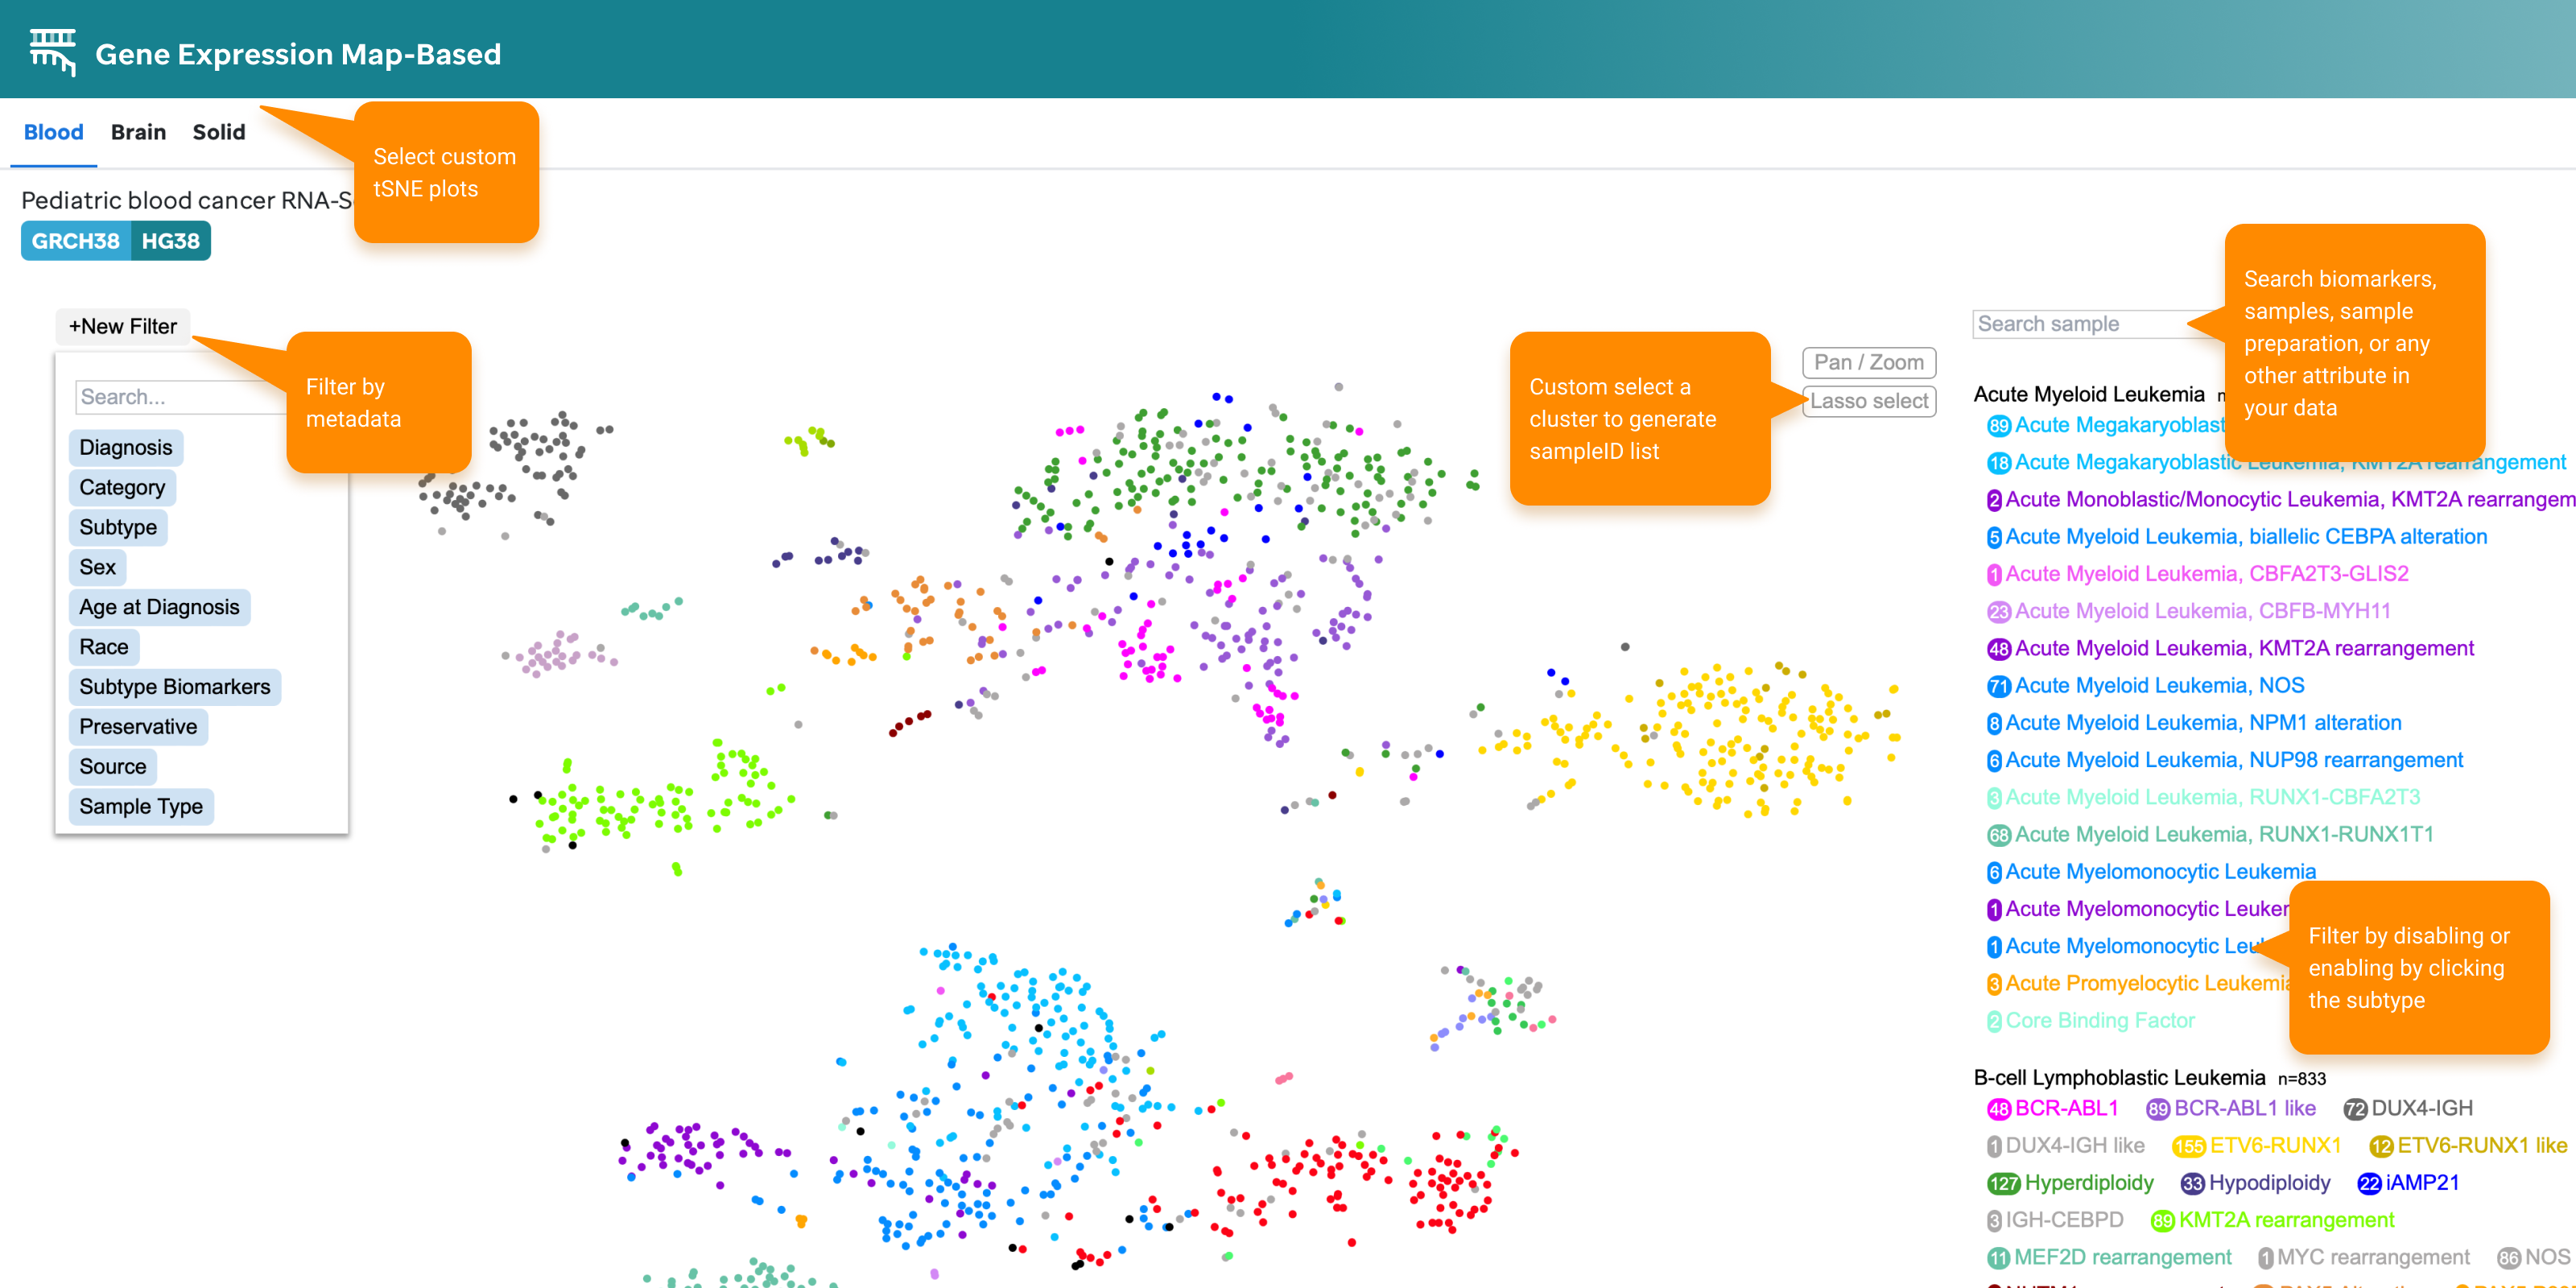 Gene Expression Map-Based
Blood Brain Solid
Select custom
tSNE plots
Pediatric blood cancer
GRCH38 HG38
+New Filter
Search...
Diagnosis
Category
Subtype
Sex
Age at Diagnosis
Race
Subtype Biomarkers
Preservative
Source
Sample Type
Filter by
metadata
Custom select a
cluster to generate
sampleID list
Pan / Zoom
Lasso select
Search sample
Search biomarkers,
samples, sample
preparation, or any
other attribute in
your data
Acute Myeloid Leukemia
89 Acute
18 Acute Megakaryoblastic Leukemia, KMT2A rearrangement
2 Acute Monoblastic/Monocytic Leukemia, KMT2A
5 Acute Myeloid Leukemia, biallelic CEBPA alteration
1 Acute Myeloid Leukemia, CBFA2T3-GLIS2
23 Acute Myeloid Leukemia, CBFB-MYH11
48 Acute Myeloid Leukemia, KMT2A rearrangement
71 Acute Myeloid Leukemia, NOS
8 Acute Myeloid Leukemia, NPM1 alteration
6 Acute Myeloid Leukemia, NUP98 rearrangement
3 Acute Myeloid Leukemia, RUNX1-CBFA2T3
68 Acute Myeloid Leukemia, RUNX1-RUNX1T1
6 Acute Myelomonocytic Leukemia
1 Acute Myelomonocytic
1 Acute Myelomonocytic
3 Acute Promyelocytic Leukemia
2 Core Binding Factor
Filter by disabling or
enabling by clicking
the subtype
B-cell Lymphoblastic Leukemia n=833
48 BCR-ABL1 89 BCR-ABL1 like 72 DUX4-IGH
1 DUX4-IGH like 155 ETV6-RUNX1 12 ETV6-RUNX1 like
127 Hyperdiploidy 33 Hypodiploidy 22 iAMP21
3 IGH-CEBPD 89 KMT2A rearrangement
11 MEF2D rearrangement 1 MYC rearrangement 86 NOS